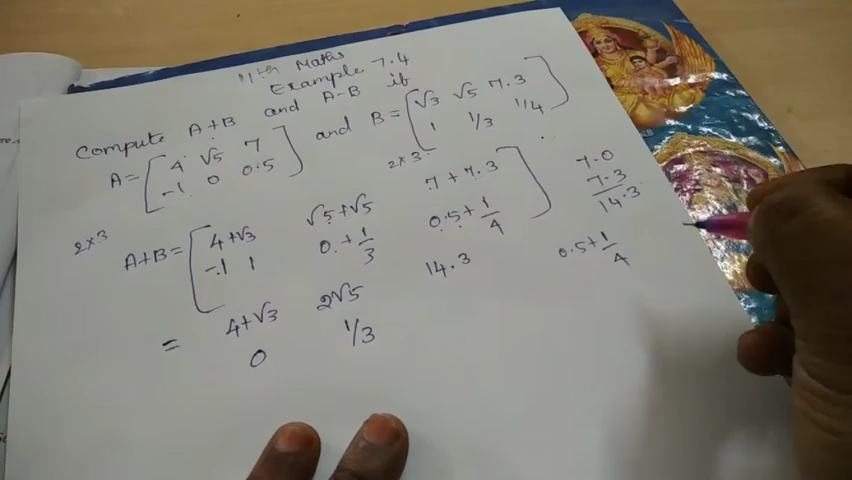 11th Maths
Example 7.4
Compute A+B and A-B if
A = [ 4 √5 7 and B = [ √3 √5 7.3 ]
-1 0 0.5 ] 1 1/3 1/4
2×3 2×3
A+B = [ 4+√3 √5+√5 7+7.3 ] 7.0
-1 1 0.+1/3 0.5+1/4 7.3
14.3
= 4+√3 2√5 14.3 0.5+1/4
0 1/3